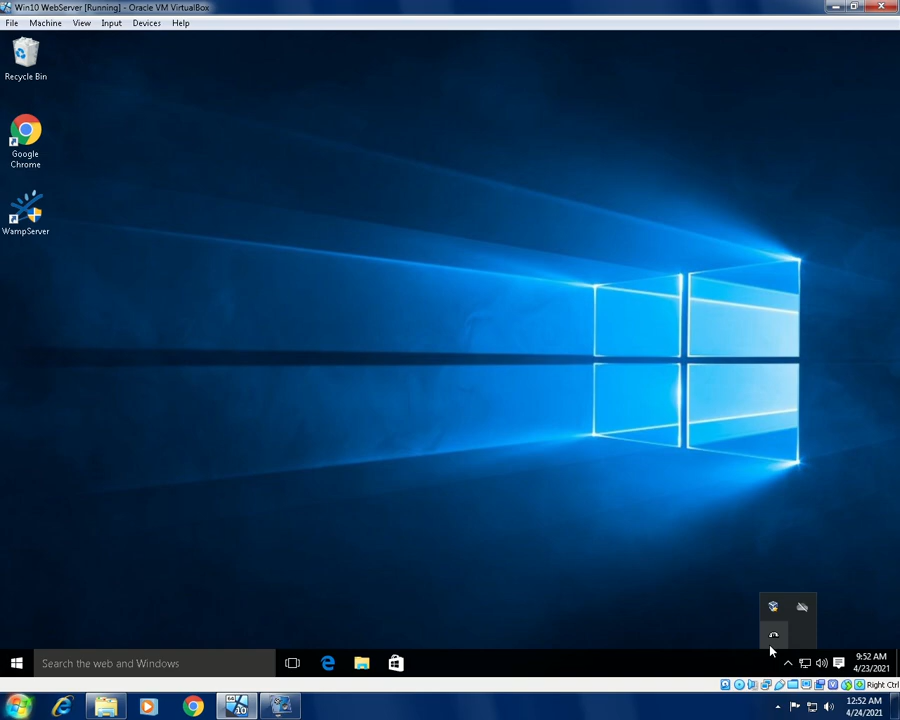 Win10 WebServer [Running] - Oracle VM VirtualBox
File Machine View Input Devices Help
Recycle Bin
Google
Chrome
WampServer
Search the web and Windows
9:52 AM
4/23/2021
Right Ctrl
10
12:52 AM
4/24/2021